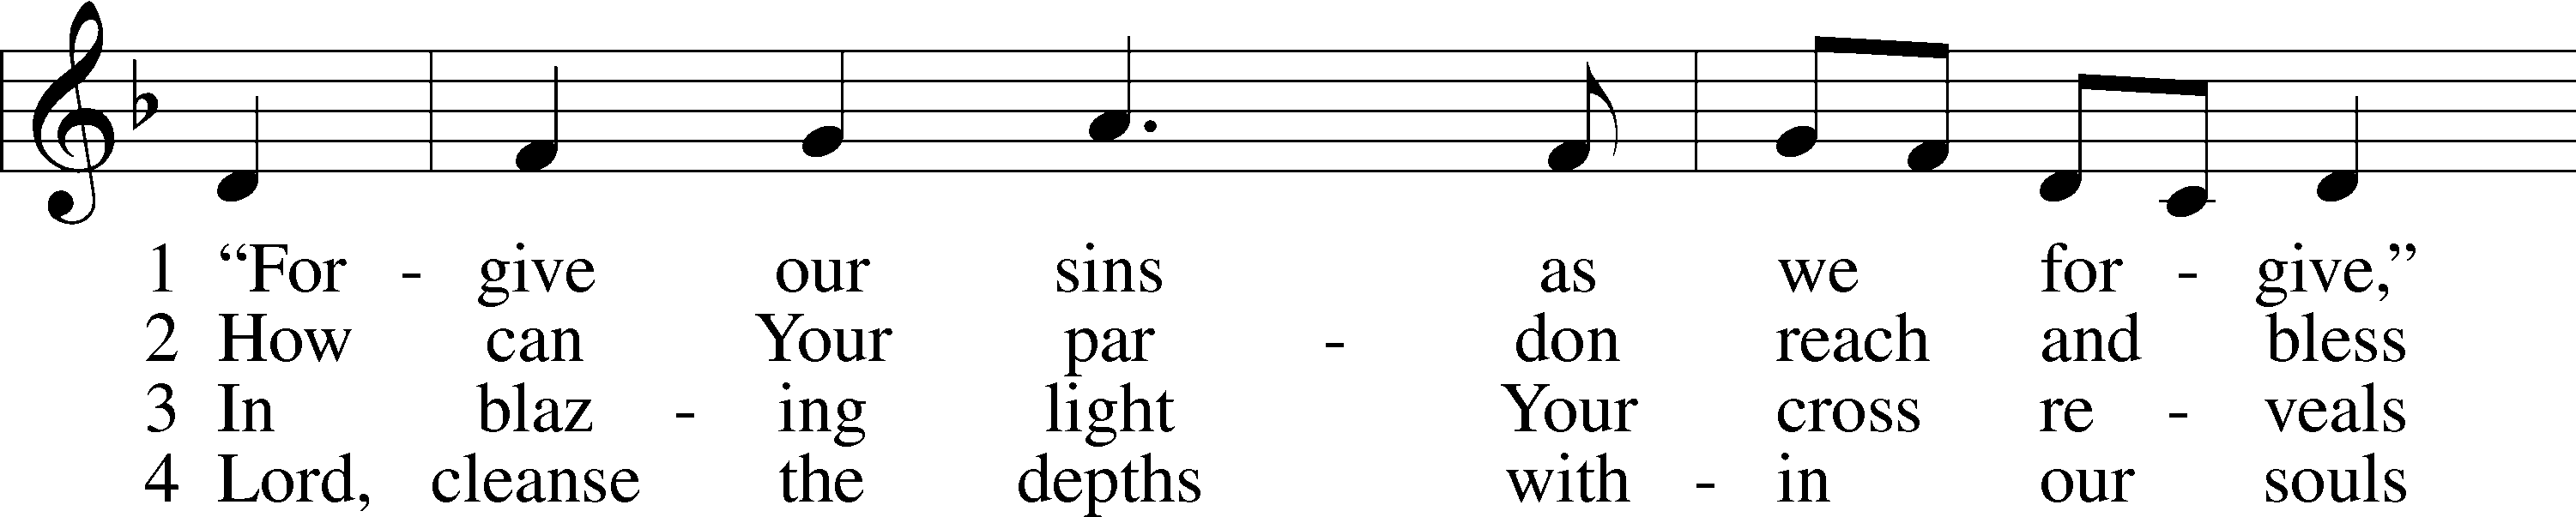 1 “For - give our sins as we for - give,”
2 How can Your par - don reach and bless
3 In blaz - ing light Your cross re - veals
4 Lord, cleanse the depths with - in our souls